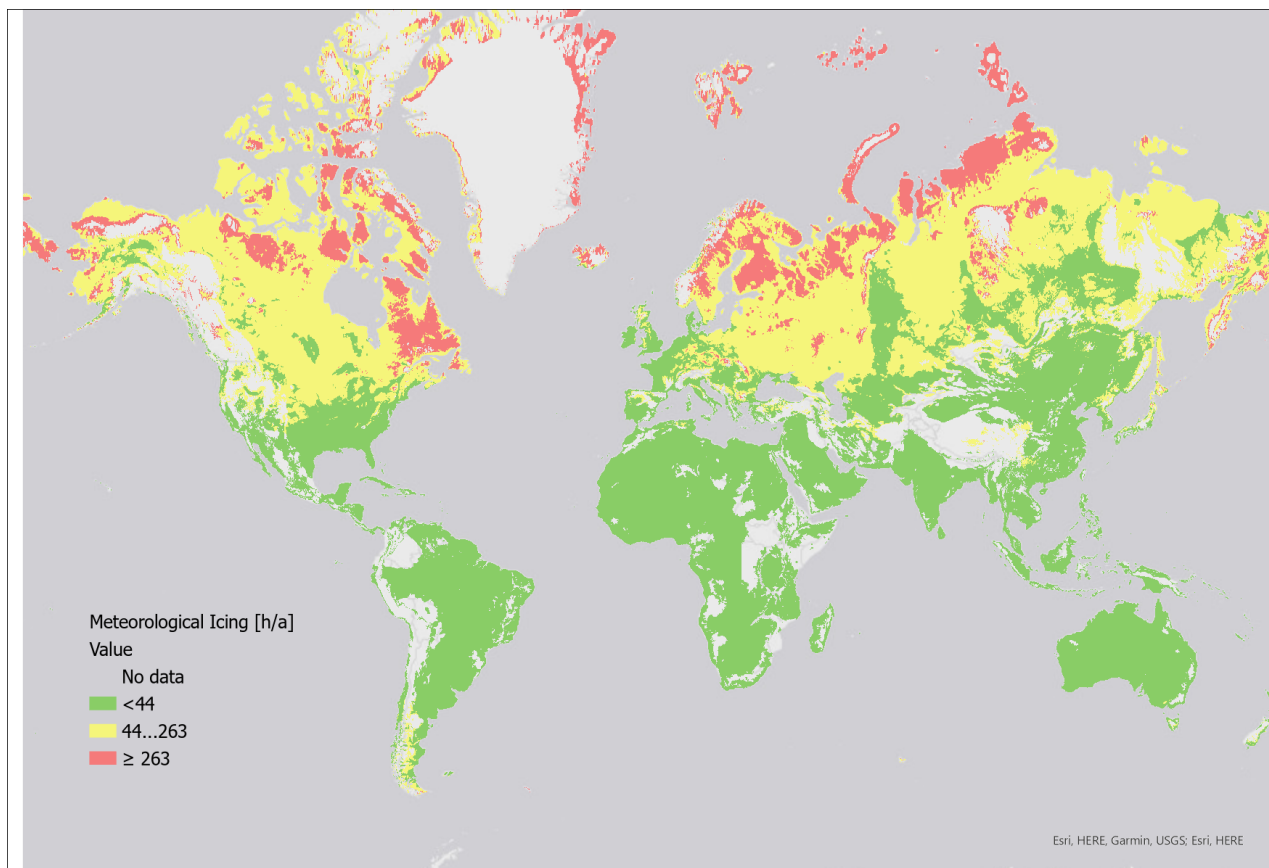 Meteorological Icing [h/a]
Value
No data
<44
44...263
≥ 263
Esri, HERE, Garmin, USGS; Esri, HERE